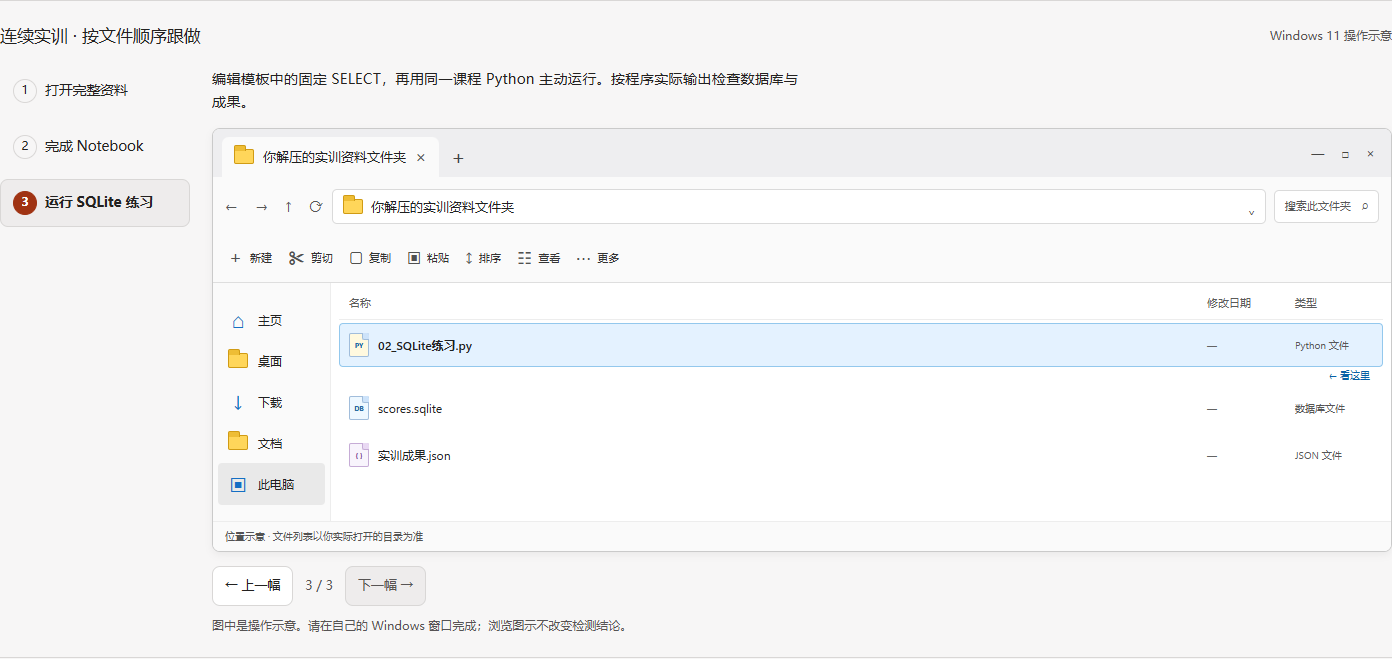 连续实训 · 按文件顺序跟做
Windows 11 操作示意
1 打开完整资料
2 完成 Notebook
3 运行 SQLite 练习
编辑模板中的固定 SELECT，再用同一课程 Python 主动运行。按程序实际输出检查数据库与
成果。
你解压的实训资料文件夹 × +
— □ ×
← → ↑ ⟳ 你解压的实训资料文件夹
搜索此文件夹
+ 新建 剪切 复制 粘贴 ↕ 排序 查看 ··· 更多
主页
桌面
↓ 下载
文档
此电脑
名称 修改日期 类型
PY 02_SQLite练习.py — Python 文件
← 看这里
DB scores.sqlite — 数据库文件
{} 实训成果.json — JSON 文件
位置示意 · 文件列表以你实际打开的目录为准
← 上一幅 3 / 3 下一幅 →
图中是操作示意。请在自己的 Windows 窗口完成；浏览图示不改变检测结论。